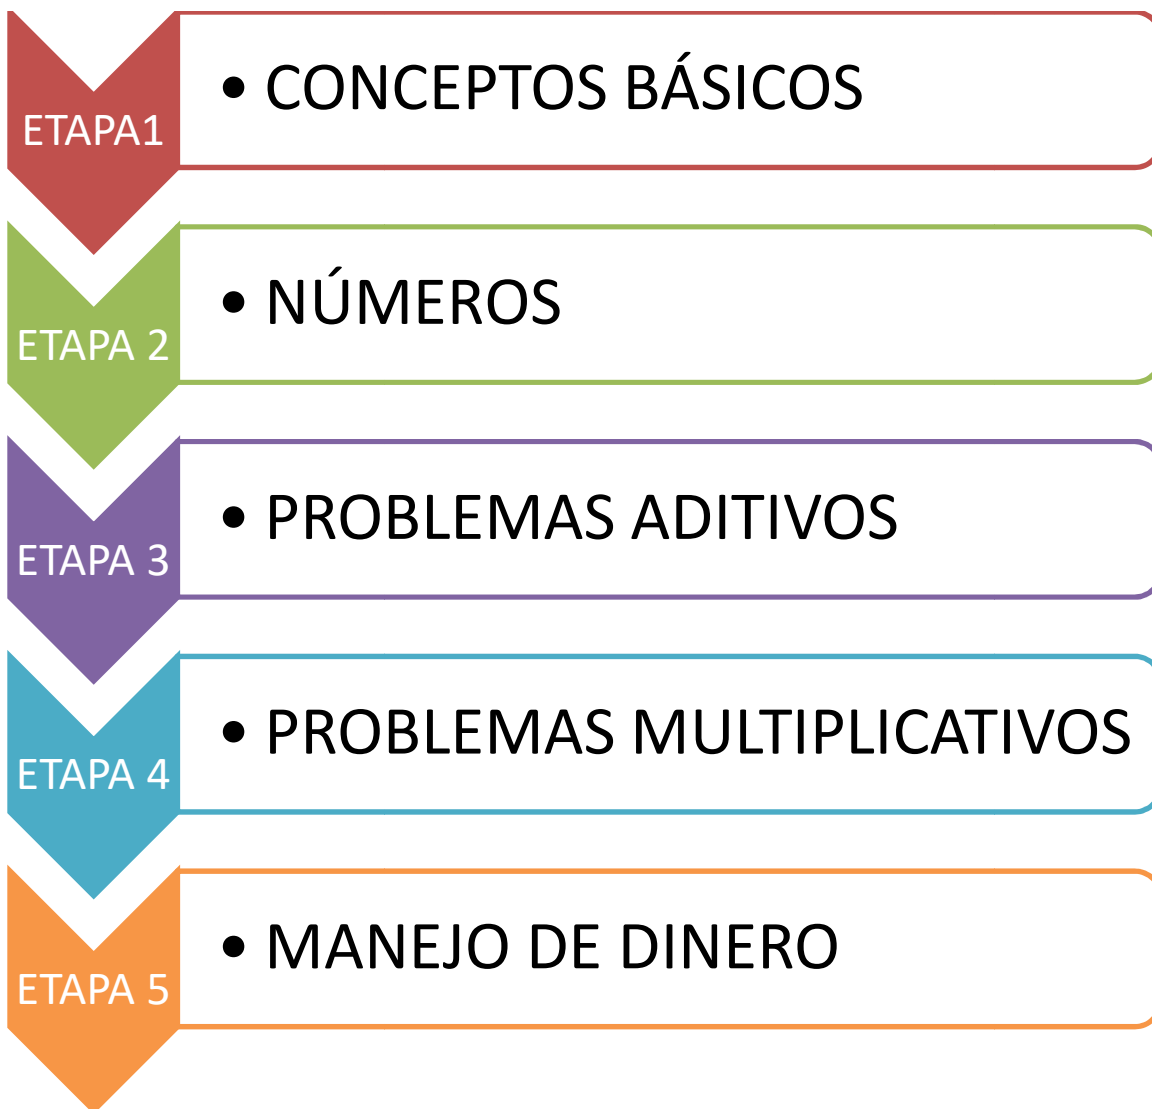 ETAPA1
• CONCEPTOS BÁSICOS
ETAPA 2
• NÚMEROS
ETAPA 3
• PROBLEMAS ADITIVOS
ETAPA 4
• PROBLEMAS MULTIPLICATIVOS
ETAPA 5
• MANEJO DE DINERO